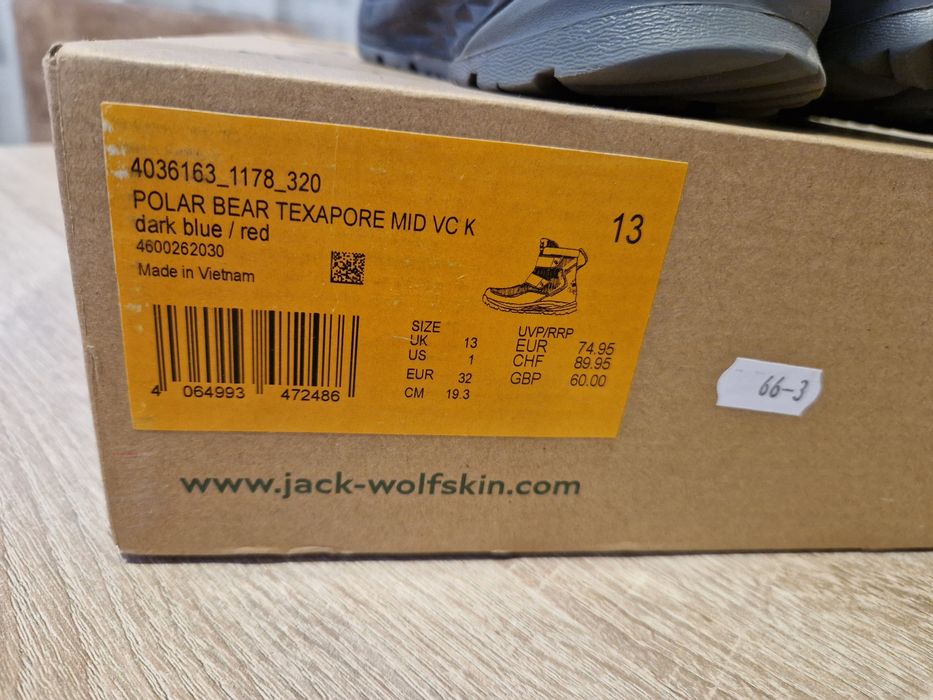 4036163_1178_320
POLAR BEAR TEXAPORE MID VC K
dark blue / red
4600262030
Made in Vietnam
13
SIZE
UK 13
US 1
EUR 32
CM 19.3
UVP/RRP
EUR 74.95
CHF 89.95
GBP 60.00
4 064993 472486
66-3
www.jack-wolfskin.com